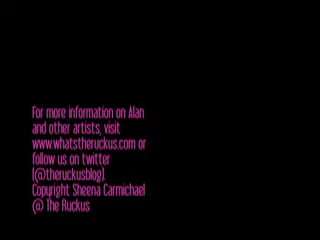 For more information on Alan
and other artists, visit
www.whatstheruckus.com or
follow us on twitter
(@theruckusblog).
Copyright Sheena Carmichael
@ The Ruckus